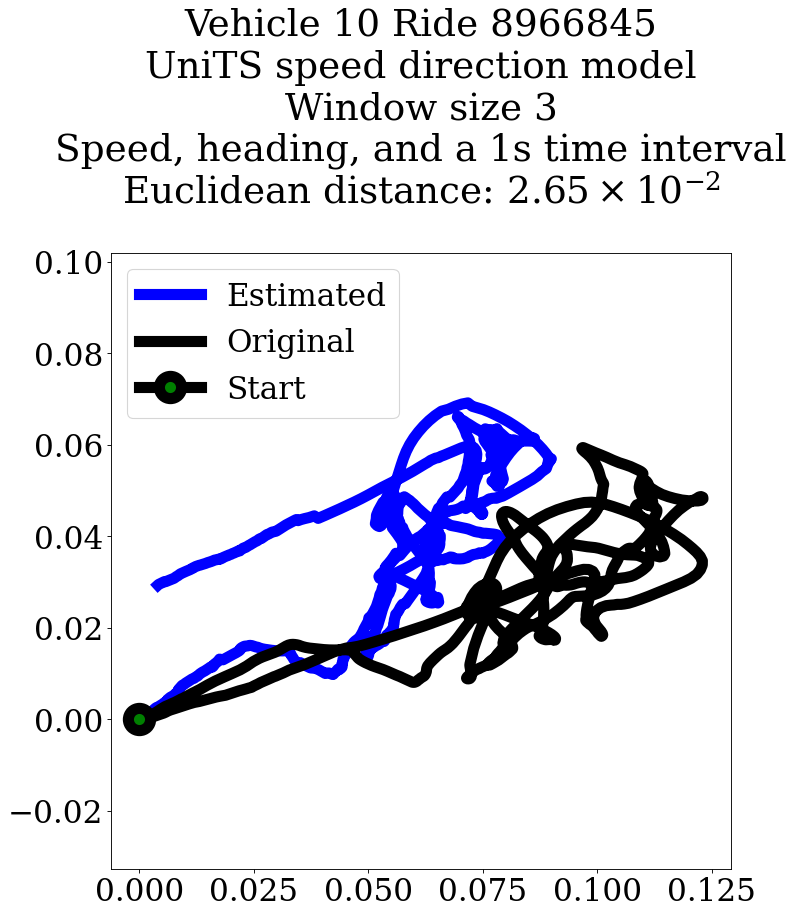 Vehicle 10 Ride 8966845
UniTS speed direction model
Window size 3
Speed, heading, and a 1s time interval
Euclidean distance: 2.65 × 10⁻²
0.10
0.08
0.06
0.04
0.02
0.00
−0.02
Estimated
Original
Start
0.000 0.025 0.050 0.075 0.100 0.125